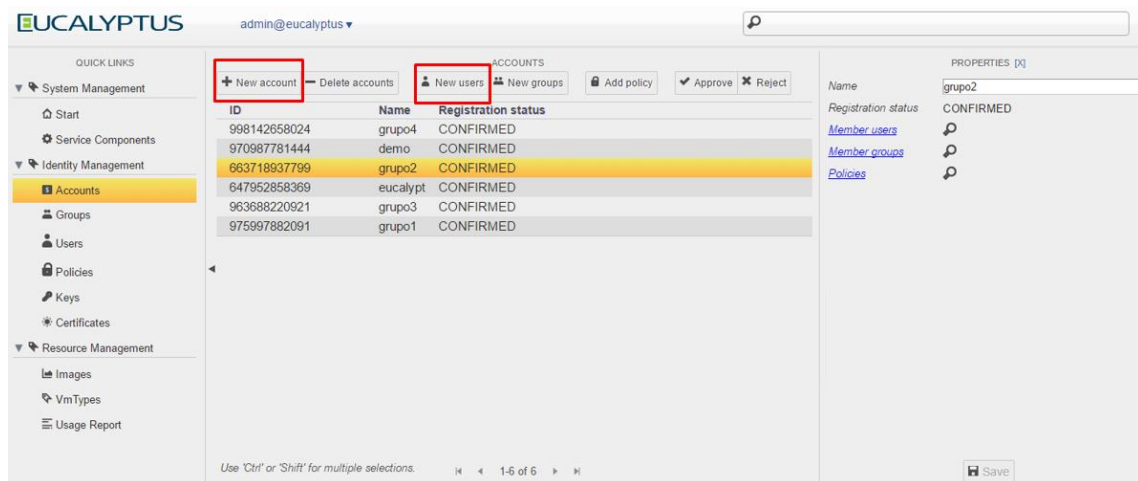 EUCALYPTUS
admin@eucalyptus ▾
QUICK LINKS
System Management
Start
Service Components
Identity Management
Accounts
Groups
Users
Policies
Keys
Certificates
Resource Management
Images
VmTypes
Usage Report
ACCOUNTS
New account Delete accounts New users New groups Add policy Approve Reject
ID Name Registration status
998142658024 grupo4 CONFIRMED
970987781444 demo CONFIRMED
663718937799 grupo2 CONFIRMED
647952858369 eucalypt CONFIRMED
963688220921 grupo3 CONFIRMED
975997882091 grupo1 CONFIRMED
Use 'Ctrl' or 'Shift' for multiple selections.
1-6 of 6
PROPERTIES [X]
Name grupo2
Registration status CONFIRMED
Member users
Member groups
Policies
Save